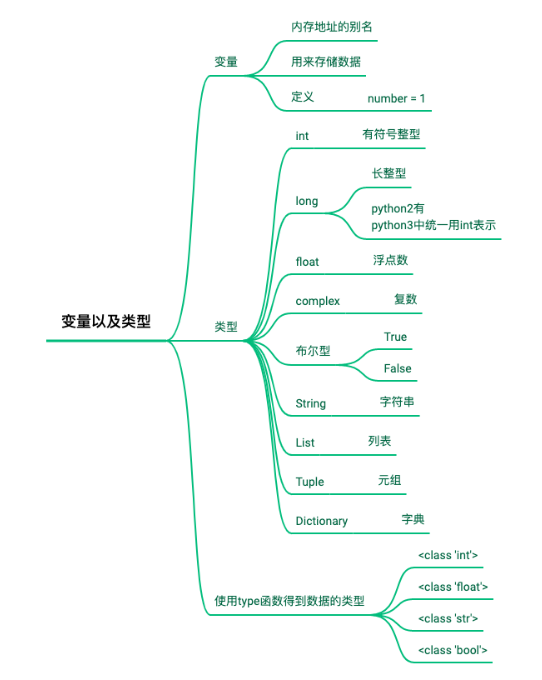 变量以及类型
变量
内存地址的别名
用来存储数据
定义
number = 1
类型
int
有符号整型
long
长整型
python2有
python3中统一用int表示
float
浮点数
complex
复数
布尔型
True
False
String
字符串
List
列表
Tuple
元组
Dictionary
字典
使用type函数得到数据的类型
<class 'int'>
<class 'float'>
<class 'str'>
<class 'bool'>